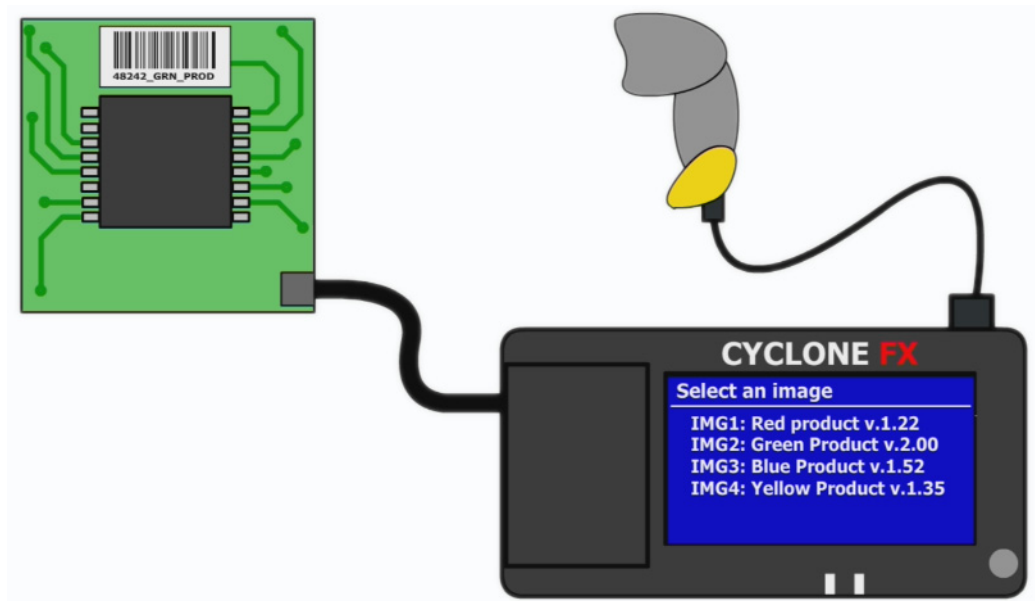 48242_GRN_PROD
CYCLONE FX
Select an image
IMG1: Red product v.1.22
IMG2: Green Product v.2.00
IMG3: Blue Product v.1.52
IMG4: Yellow Product v.1.35